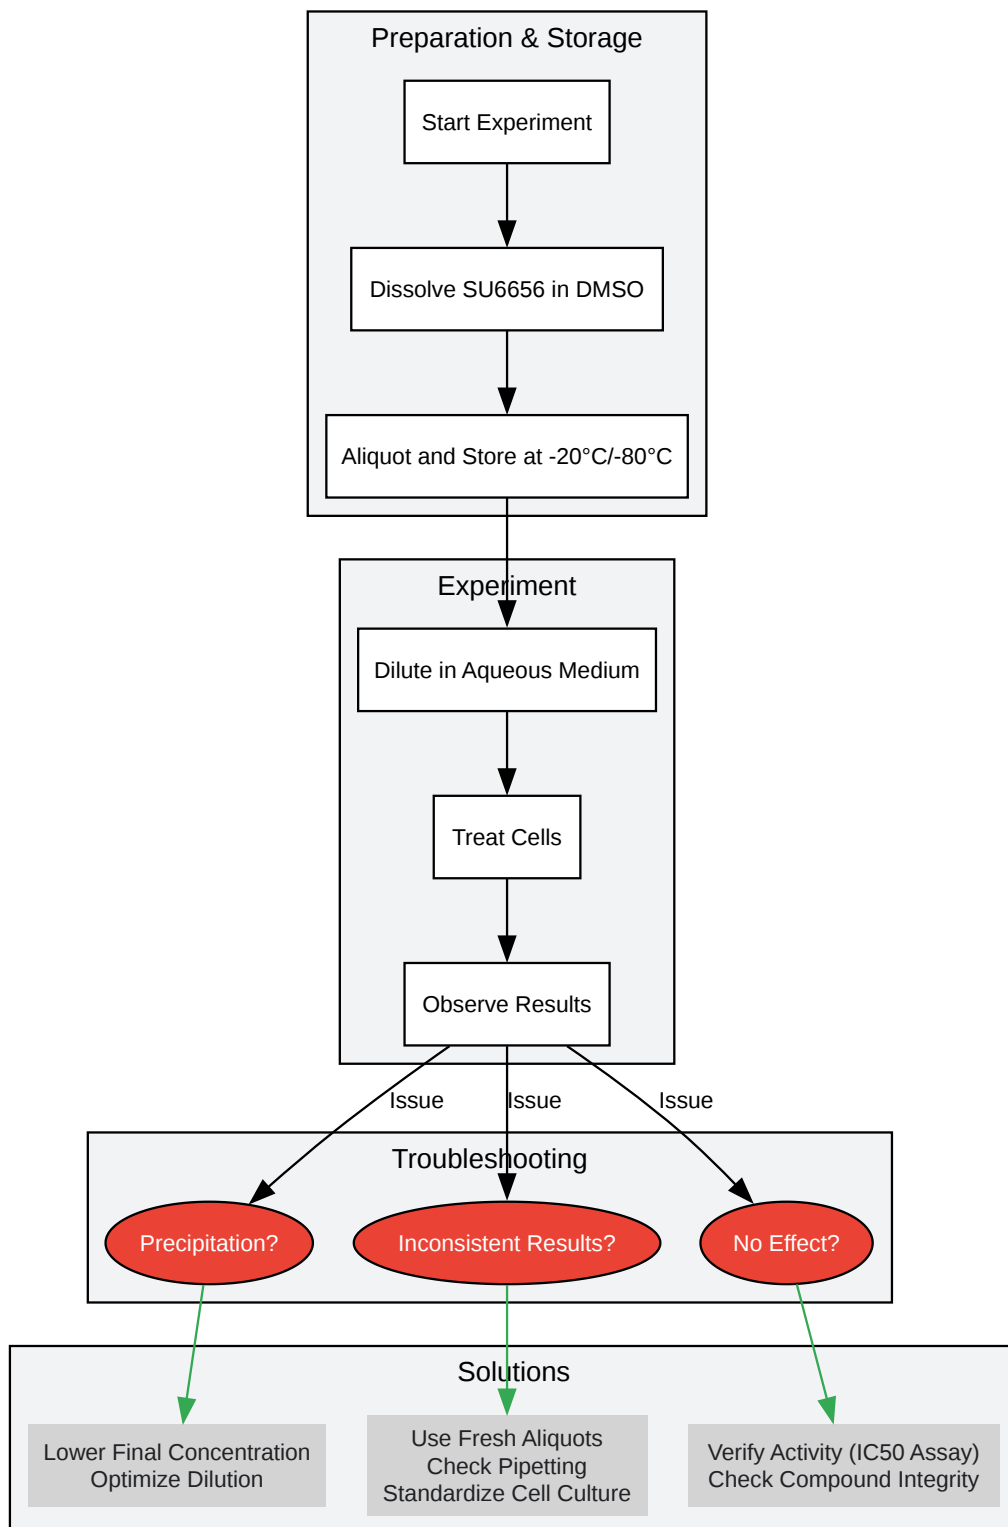 Preparation & Storage
Start Experiment
Dissolve SU6656 in DMSO
Aliquot and Store at -20°C/-80°C
Experiment
Dilute in Aqueous Medium
Treat Cells
Observe Results
Issue
Issue
Issue
Troubleshooting
Precipitation?
Inconsistent Results?
No Effect?
Solutions
Lower Final Concentration
Optimize Dilution
Use Fresh Aliquots
Check Pipetting
Standardize Cell Culture
Verify Activity (IC50 Assay)
Check Compound Integrity